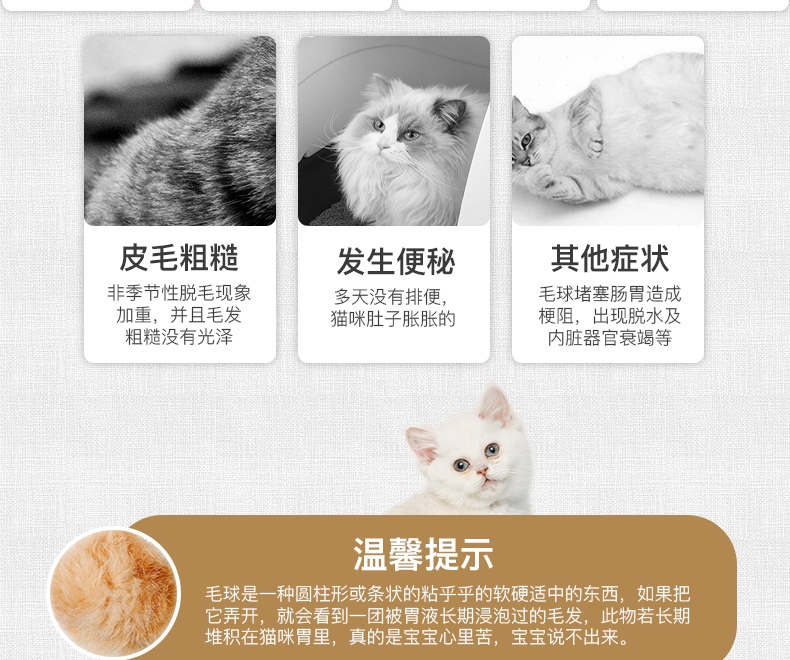 皮毛粗糙
非季节性脱毛现象
加重，并且毛发
粗糙没有光泽
发生便秘
多天没有排便，
猫咪肚子胀胀的
其他症状
毛球堵塞肠胃造成
梗阻，出现脱水及
内脏器官衰竭等
温馨提示
毛球是一种圆柱形或条状的粘乎乎的软硬适中的东西，如果把
它弄开，就会看到一团被胃液长期浸泡过的毛发，此物若长期
堆积在猫咪胃里，真的是宝宝心里苦，宝宝说不出来。